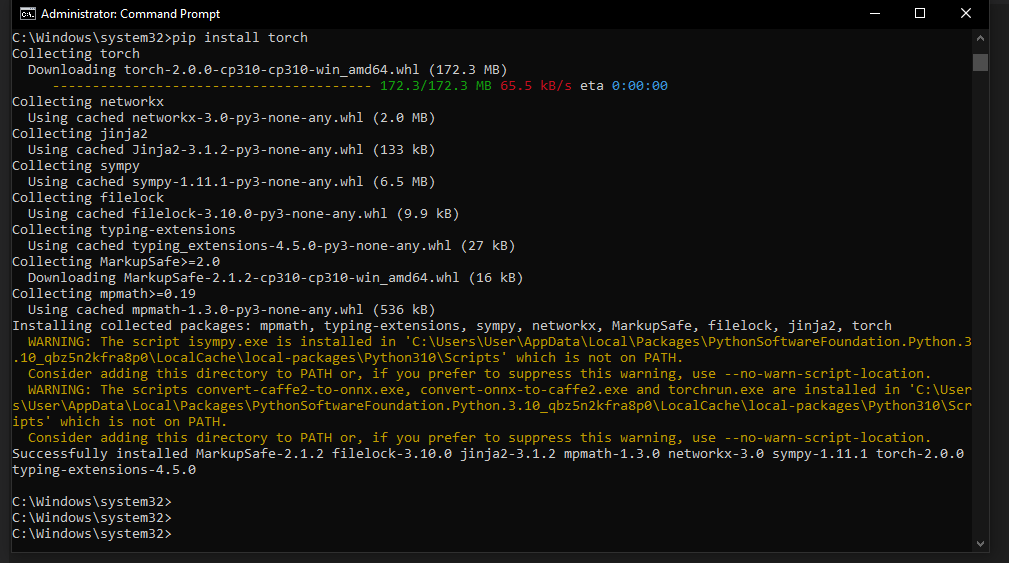 Administrator: Command Prompt
C:\Windows\system32>pip install torch
Collecting torch
  Downloading torch-2.0.0-cp310-cp310-win_amd64.whl (172.3 MB)
     ---------------------------------------- 172.3/172.3 MB 65.5 kB/s eta 0:00:00
Collecting networkx
  Using cached networkx-3.0-py3-none-any.whl (2.0 MB)
Collecting jinja2
  Using cached Jinja2-3.1.2-py3-none-any.whl (133 kB)
Collecting sympy
  Using cached sympy-1.11.1-py3-none-any.whl (6.5 MB)
Collecting filelock
  Using cached filelock-3.10.0-py3-none-any.whl (9.9 kB)
Collecting typing-extensions
  Using cached typing_extensions-4.5.0-py3-none-any.whl (27 kB)
Collecting MarkupSafe>=2.0
  Downloading MarkupSafe-2.1.2-cp310-cp310-win_amd64.whl (16 kB)
Collecting mpmath>=0.19
  Using cached mpmath-1.3.0-py3-none-any.whl (536 kB)
Installing collected packages: mpmath, typing-extensions, sympy, networkx, MarkupSafe, filelock, jinja2, torch
  WARNING: The script isympy.exe is installed in 'C:\Users\User\AppData\Local\Packages\PythonSoftwareFoundation.Python.3
.10_qbz5n2kfra8p0\LocalCache\local-packages\Python310\Scripts' which is not on PATH.
  Consider adding this directory to PATH or, if you prefer to suppress this warning, use --no-warn-script-location.
  WARNING: The scripts convert-caffe2-to-onnx.exe, convert-onnx-to-caffe2.exe and torchrun.exe are installed in 'C:\User
s\User\AppData\Local\Packages\PythonSoftwareFoundation.Python.3.10_qbz5n2kfra8p0\LocalCache\local-packages\Python310\Scr
ipts' which is not on PATH.
  Consider adding this directory to PATH or, if you prefer to suppress this warning, use --no-warn-script-location.
Successfully installed MarkupSafe-2.1.2 filelock-3.10.0 jinja2-3.1.2 mpmath-1.3.0 networkx-3.0 sympy-1.11.1 torch-2.0.0
typing-extensions-4.5.0
C:\Windows\system32>
C:\Windows\system32>
C:\Windows\system32>